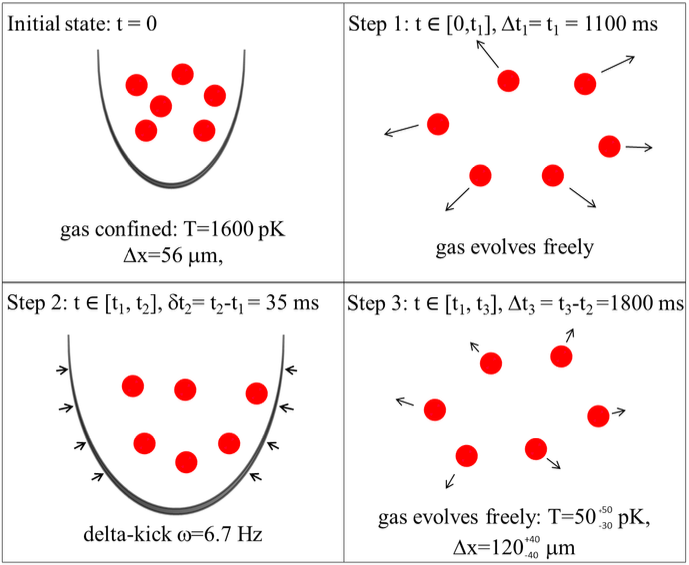 Initial state: t = 0
gas confined: T=1600 pK
Δx=56 μm,
Step 1: t ∈ [0,t₁], Δt₁= t₁ = 1100 ms
gas evolves freely
Step 2: t ∈ [t₁, t₂], δt₂= t₂-t₁ = 35 ms
delta-kick ω=6.7 Hz
Step 3: t ∈ [t₁, t₃], Δt₃ = t₃-t₂ =1800 ms
gas evolves freely: T=50 +50 -30 pK,
Δx=120 +40 -40 μm